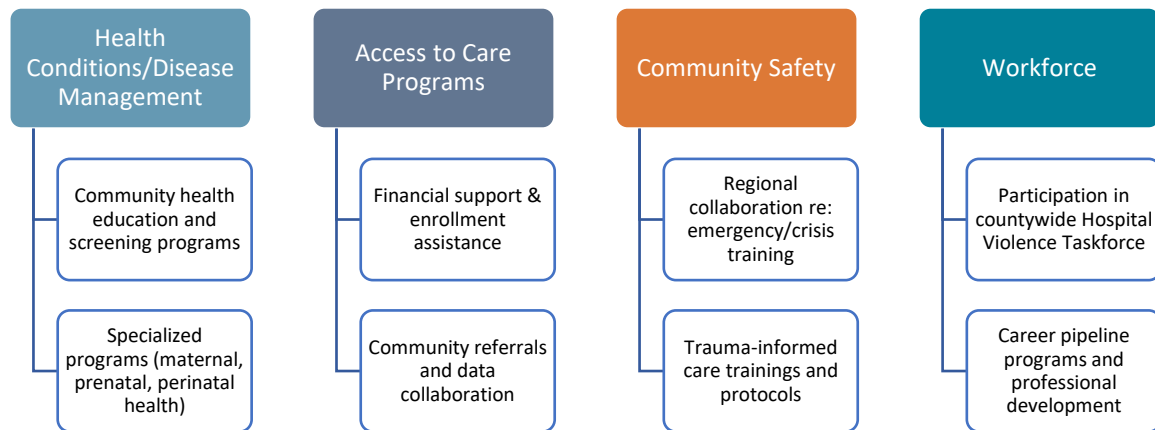 Health
Conditions/Disease
Management
Community health
education and
screening programs
Specialized
programs (maternal,
prenatal, perinatal
health)
Access to Care
Programs
Financial support &
enrollment
assistance
Community referrals
and data
collaboration
Community Safety
Regional
collaboration re:
emergency/crisis
training
Trauma-informed
care trainings and
protocols
Workforce
Participation in
countywide Hospital
Violence Taskforce
Career pipeline
programs and
professional
development